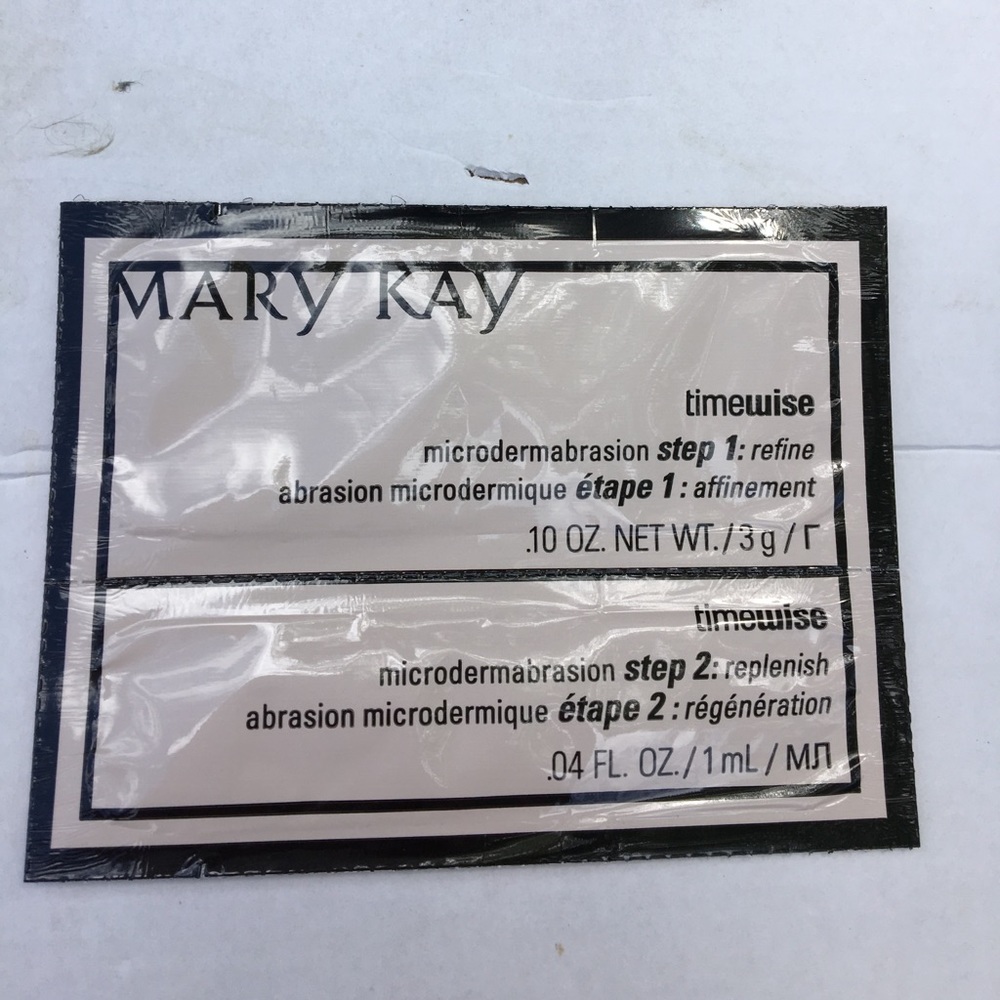 MARY KAY
timewise
microdermabrasion step 1: refine
abrasion microdermique étape 1 : affinement
.10 OZ. NET WT. / 3 g / Г
timewise
microdermabrasion step 2: replenish
abrasion microdermique étape 2 : régénération
.04 FL. OZ. / 1 mL / МЛ